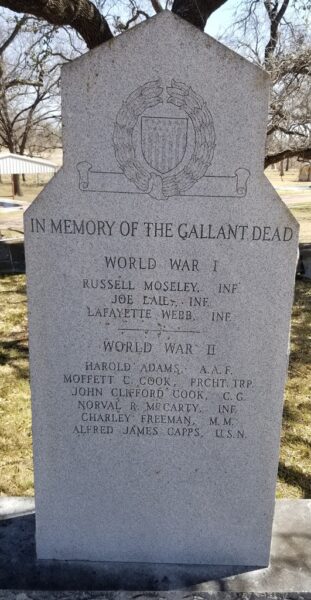 IN MEMORY OF THE GALLANT DEAD
WORLD WAR I
RUSSELL MOSELEY, INF.
JOE INF.
LAFAYETTE WEBB, INF.
WORLD WAR II
HAROLD ADAMS, A.A.F.
MOFFETT C. COOK, PRCHT. TRP.
JOHN CLIFFORD COOK, C.G.
NORVAL R. McCARTY, INF.
CHARLEY FREEMAN, M.M.
ALFRED JAMES CAPPS, U.S.N.